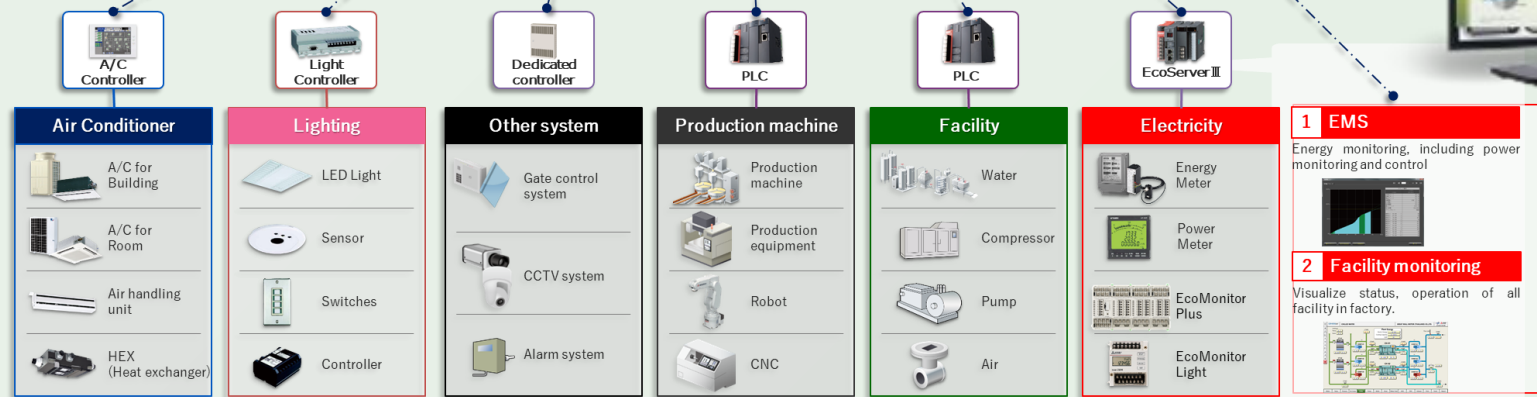 A/C
Controller
Light
Controller
Dedicated
controller
PLC
PLC
EcoServerⅢ
Air Conditioner
A/C for
Building
A/C for
Room
Air handling
unit
HEX
(Heat exchanger)
Lighting
LED Light
Sensor
Switches
Controller
Other system
Gate control
system
CCTV system
Alarm system
Production machine
Production
machine
Production
equipment
Robot
CNC
Facility
Water
Compressor
Pump
Air
Electricity
Energy
Meter
Power
Meter
EcoMonitor
Plus
EcoMonitor
Light
1 EMS
Energy monitoring, including power
monitoring and control
2 Facility monitoring
Visualize status, operation of all
facility in factory.